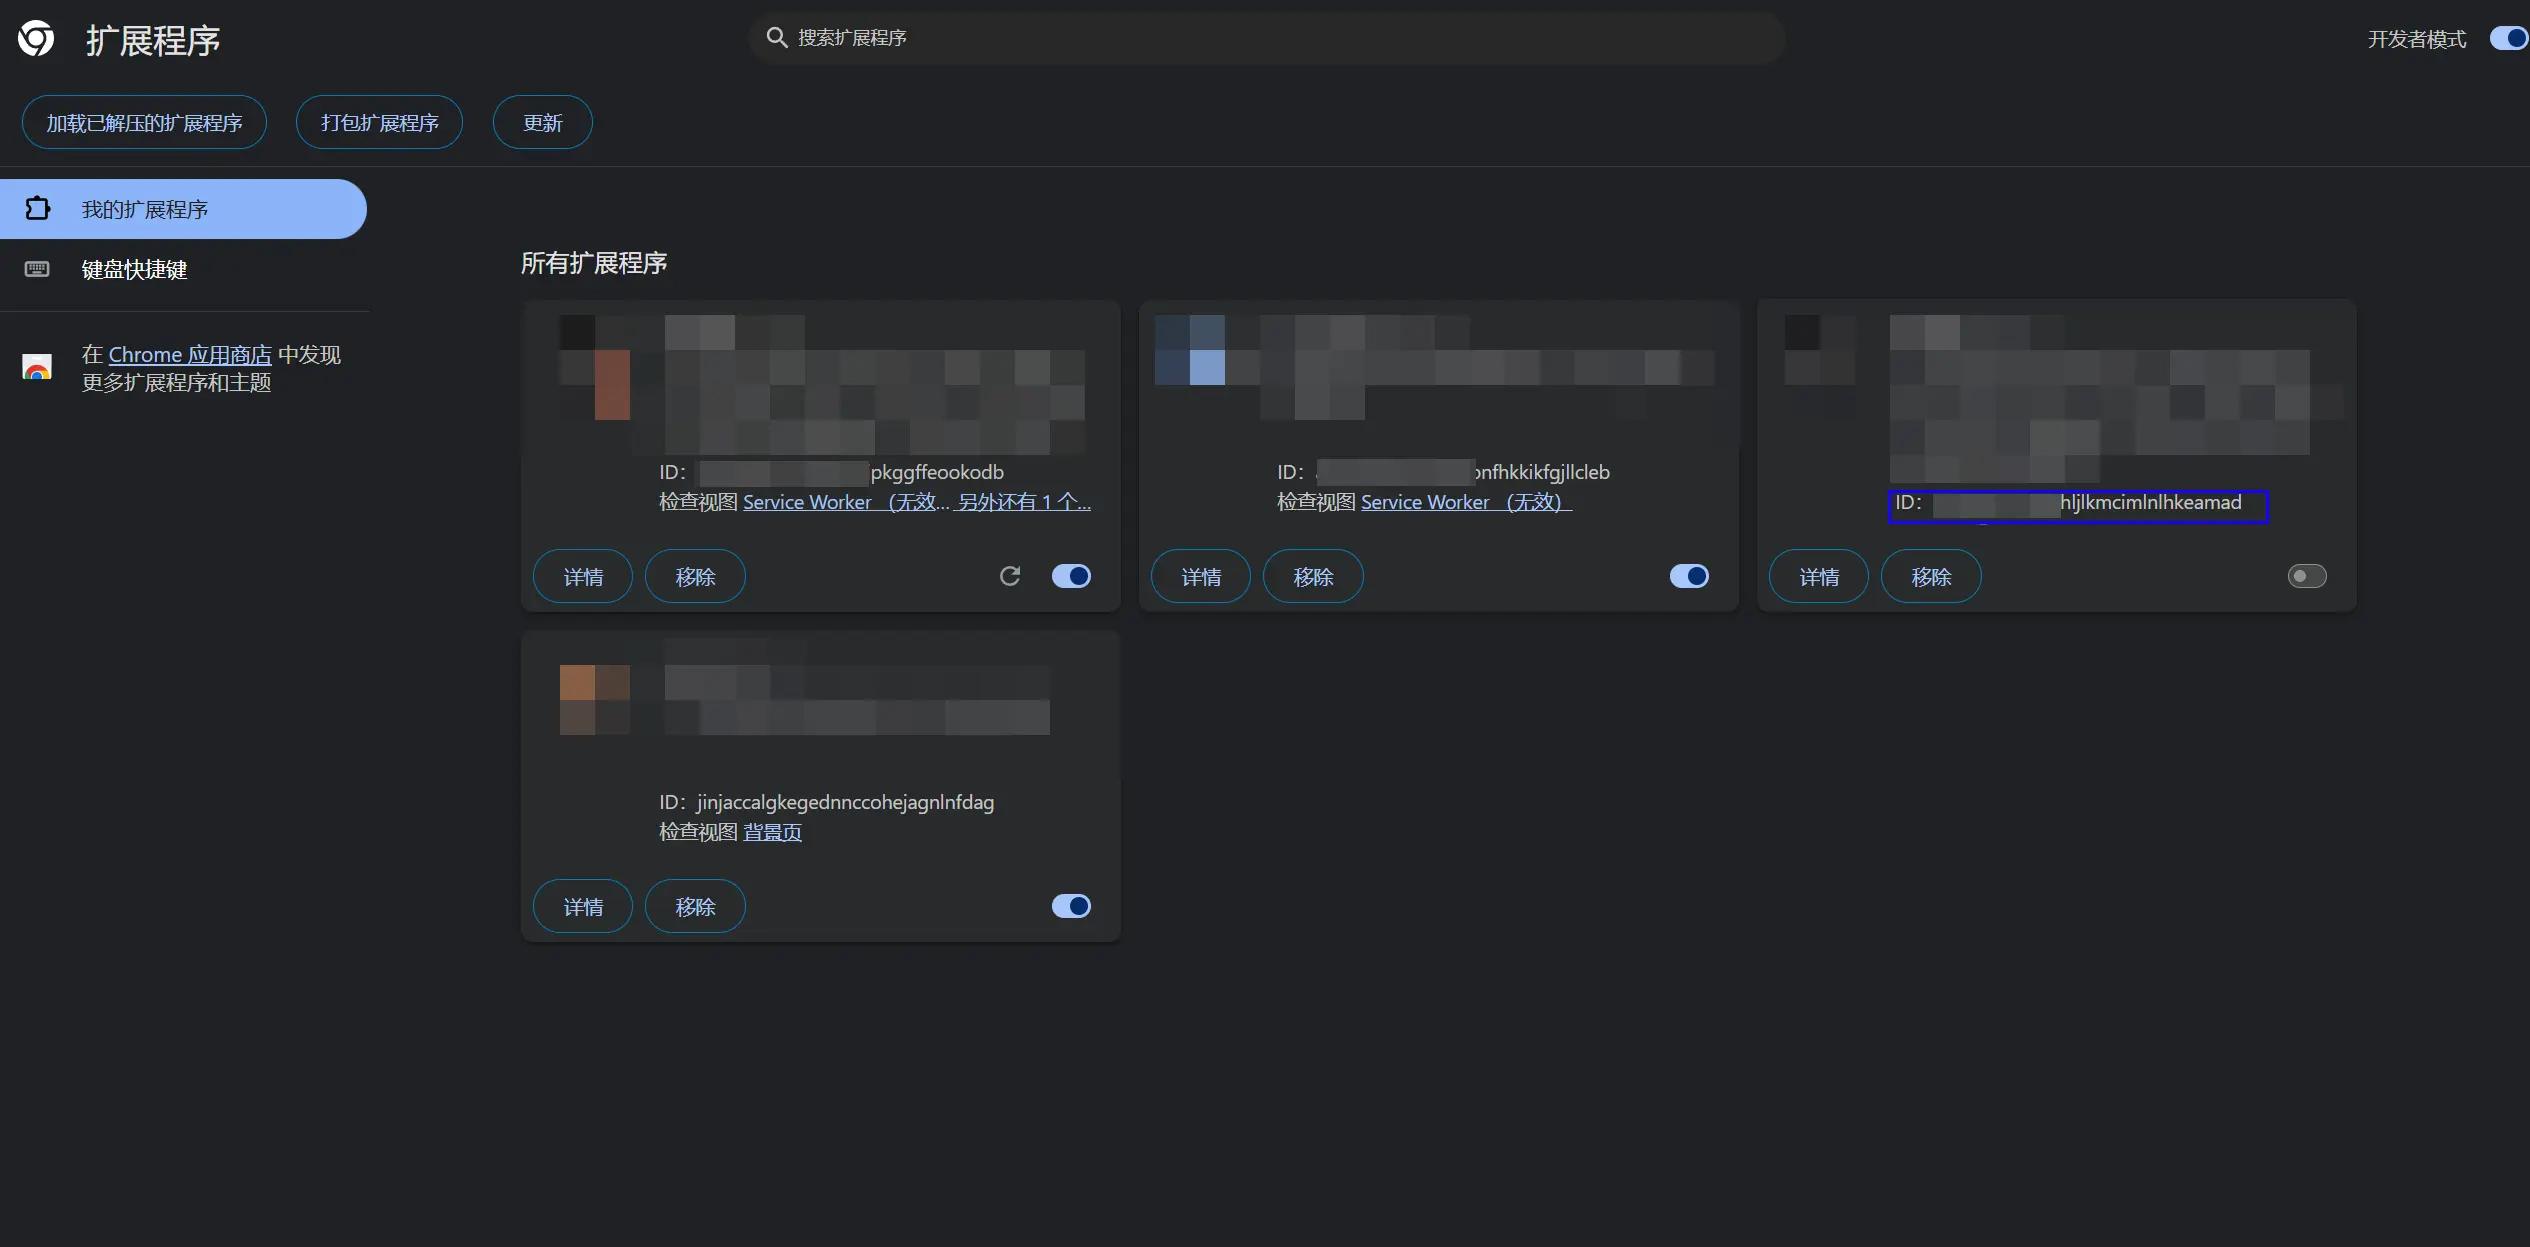 扩展程序
搜索扩展程序
开发者模式
加载已解压的扩展程序
打包扩展程序
更新
我的扩展程序
键盘快捷键
在 Chrome 应用商店 中发现
更多扩展程序和主题
所有扩展程序
ID: pkggffeookodb
检查视图 Service Worker （无效... 另外还有 1 个...
详情
移除
ID: onfhkkikfgjllcleb
检查视图 Service Worker （无效）
详情
移除
ID: hljlkmcimlnlhkeamad
详情
移除
ID: jinjaccalgkegednnccohejagnlnfdag
检查视图 背景页
详情
移除